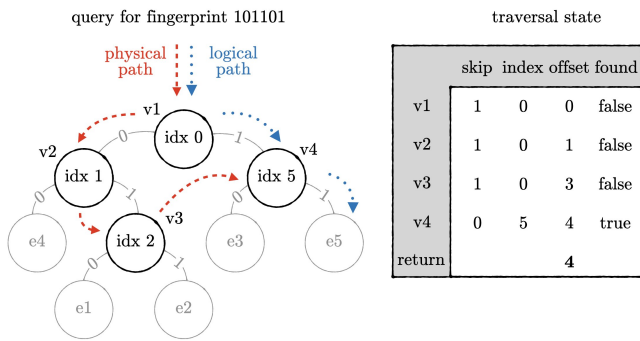 query for fingerprint 101101
physical path
logical path
v1
idx 0
0
1
v2
idx 1
v4
idx 5
0
1
0
1
e4
idx 2
v3
e3
e5
0
1
e1
e2
traversal state
skip index offset found
v1 1 0 0 false
v2 1 0 1 false
v3 1 0 3 false
v4 0 5 4 true
return 4